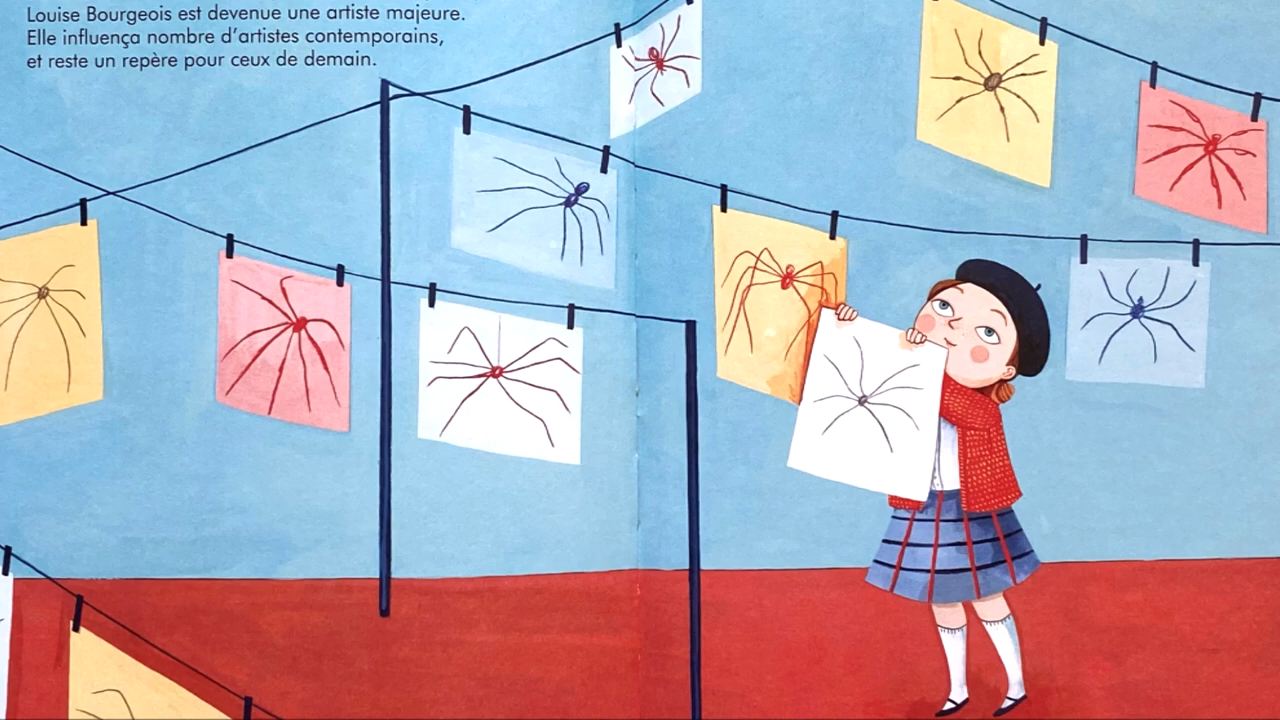 Louise Bourgeois est devenue une artiste majeure.
Elle influença nombre d'artistes contemporains,
et reste un repère pour ceux de demain.